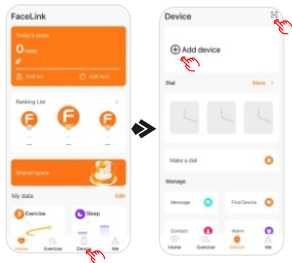 FaceLink
Today's steps
0
Ranking List
Shared space
My data Edit
Exercise Sleep
Home Exercise Device Me
Device
Add device
Dial More
Make a dial
Manage
Message Find Device
Contact Alarm
Home Exercise Device Me